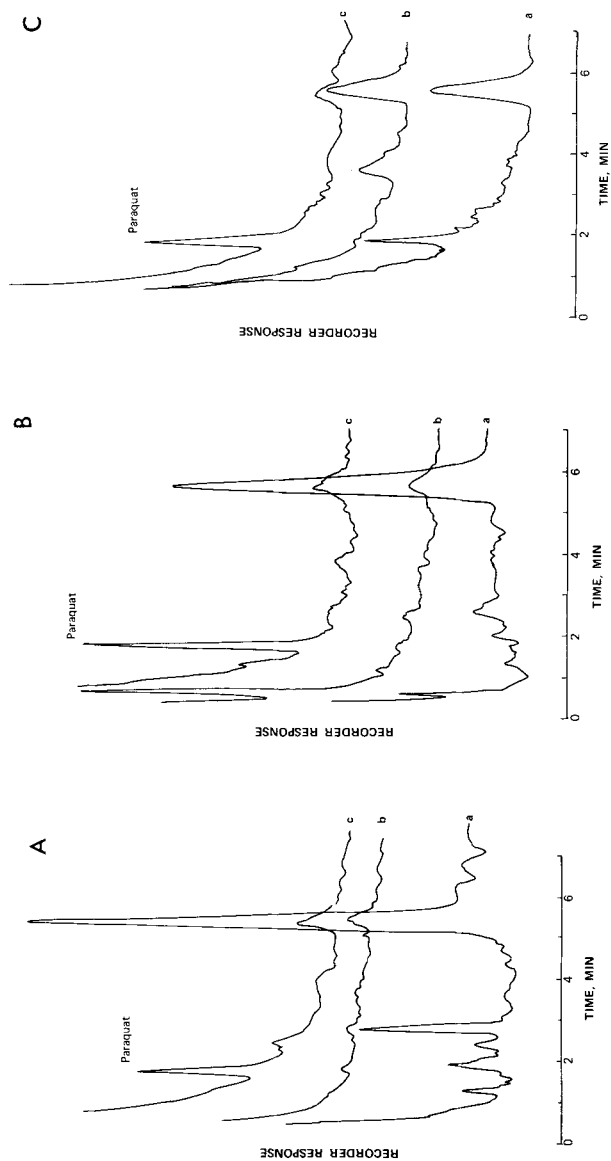 A
Paraquat
c
b
a
RECORDER RESPONSE
0
2
4
6
TIME, MIN
B
Paraquat
c
b
a
RECORDER RESPONSE
0
2
4
6
TIME, MIN
C
Paraquat
c
b
a
RECORDER RESPONSE
0
2
4
6
TIME, MIN